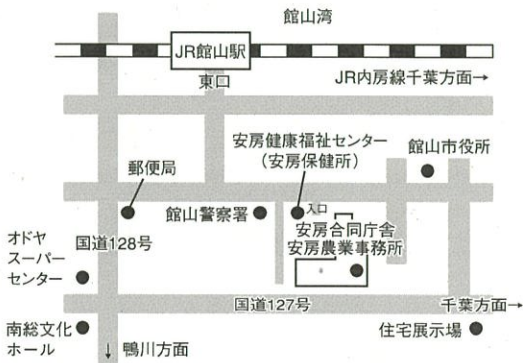 館山湾
JR館山駅
東口
JR内房線千葉方面→
安房健康福祉センター
(安房保健所)
館山市役所
郵便局
入口
館山警察署
安房合同庁舎
安房農業事務所
オドヤ
スーパー
センター
国道128号
国道127号
千葉方面→
南総文化
ホール
↓鴨川方面
住宅展示場